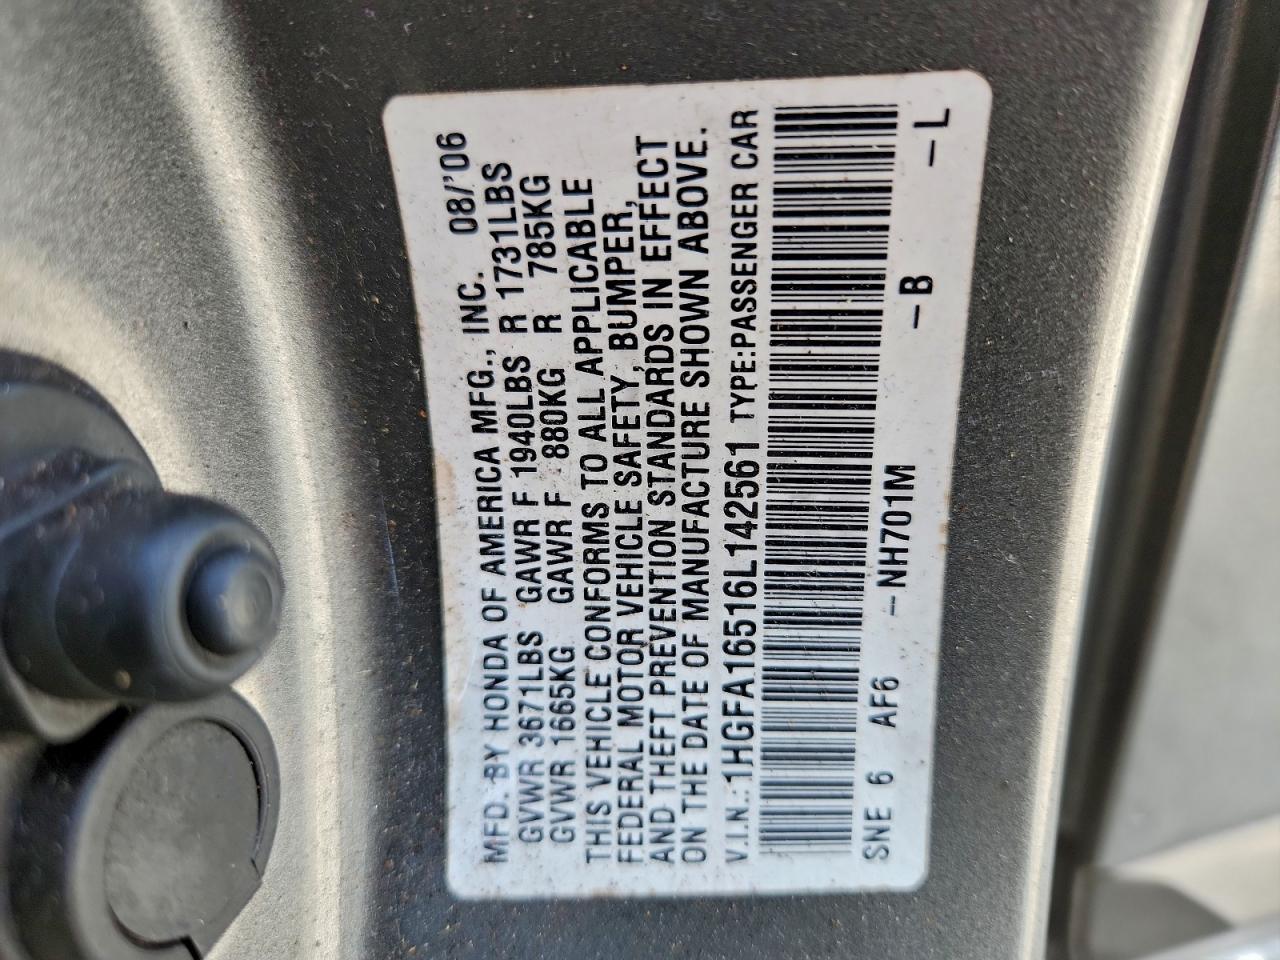 MFD. BY HONDA OF AMERICA MFG., INC. 08/'06
GVWR 3671LBS GAWR F 1940LBS R 1731LBS
GVWR 1665KG GAWR F 880KG R 785KG
THIS VEHICLE CONFORMS TO ALL APPLICABLE
FEDERAL MOTOR VEHICLE SAFETY, BUMPER,
AND THEFT PREVENTION STANDARDS IN EFFECT
ON THE DATE OF MANUFACTURE SHOWN ABOVE.
V.I.N.:1HGFA16516L142561 TYPE:PASSENGER CAR
SNE 6 AF6 –NH701M –B –L